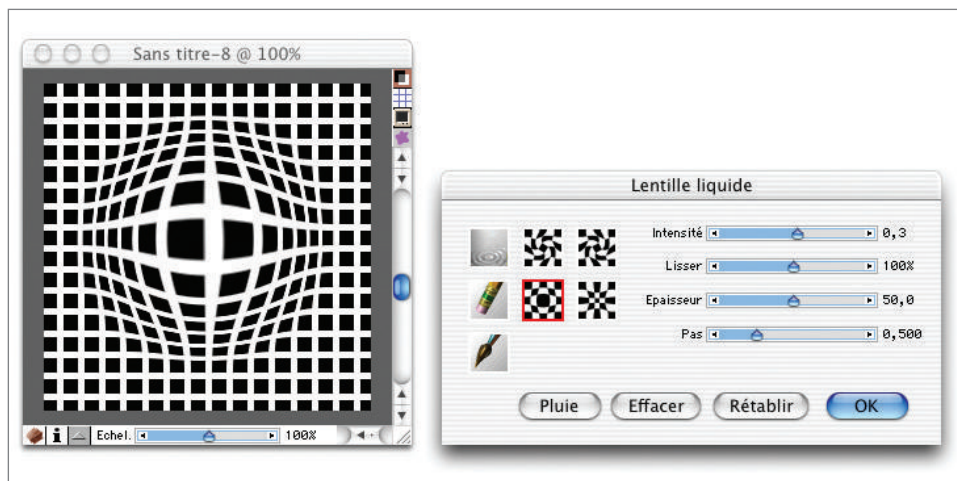 Sans titre-8 @ 100%
Echel. 100%
Lentille liquide
Intensité 0,3
Lisser 100%
Epaisseur 50,0
Pas 0,500
Pluie Effacer Rétablir OK